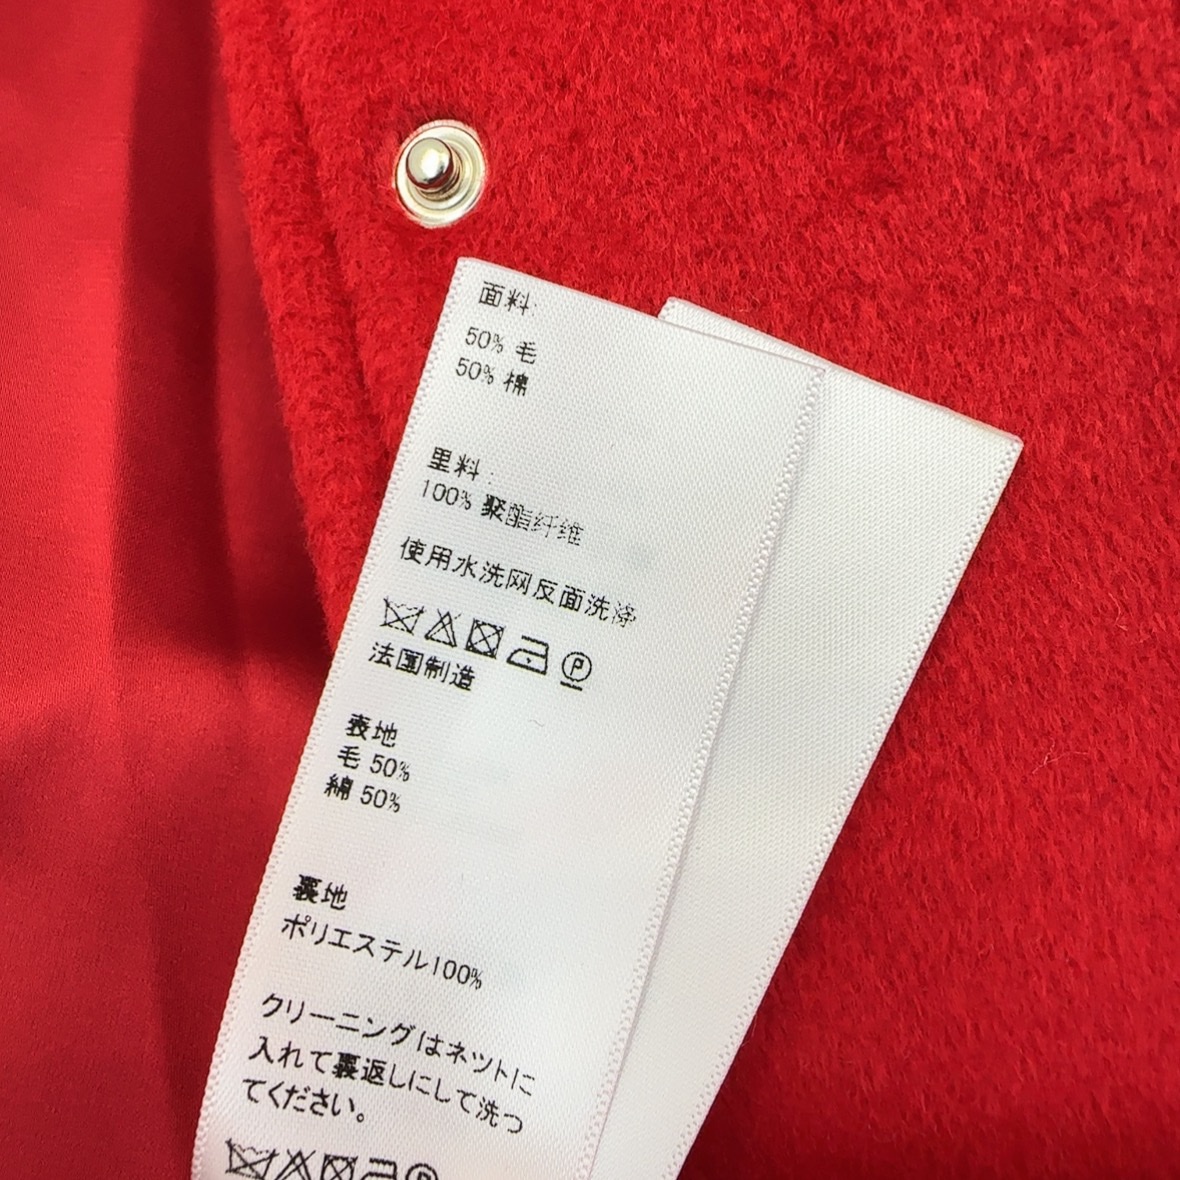 面料:
50% 毛
50% 棉
里料:
100% 聚酯纤维
使用水洗网反面洗涤
P
法国制造
表地
毛 50%
綿 50%
裏地
ポリエステル100%
クリーニングはネットに
入れて裏返しにして洗っ
てください。
P